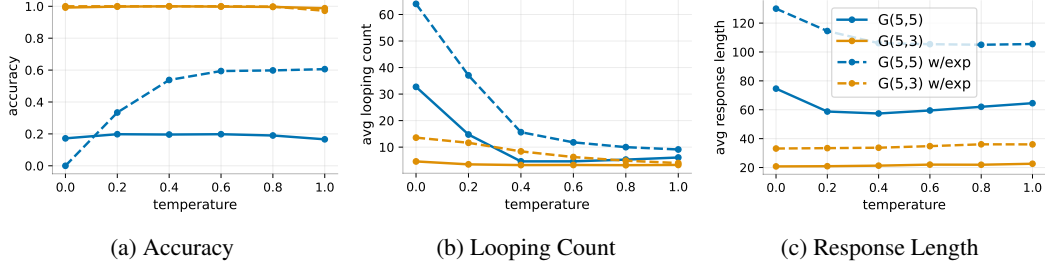 accuracy
1.0
0.8
0.6
0.4
0.2
0.0
0.0 0.2 0.4 0.6 0.8 1.0
temperature
(a) Accuracy
avg looping count
60
50
40
30
20
10
0.0 0.2 0.4 0.6 0.8 1.0
temperature
(b) Looping Count
avg response length
120
100
80
60
40
20
G(5,5)
G(5,3)
G(5,5) w/exp
G(5,3) w/exp
0.0 0.2 0.4 0.6 0.8 1.0
temperature
(c) Response Length